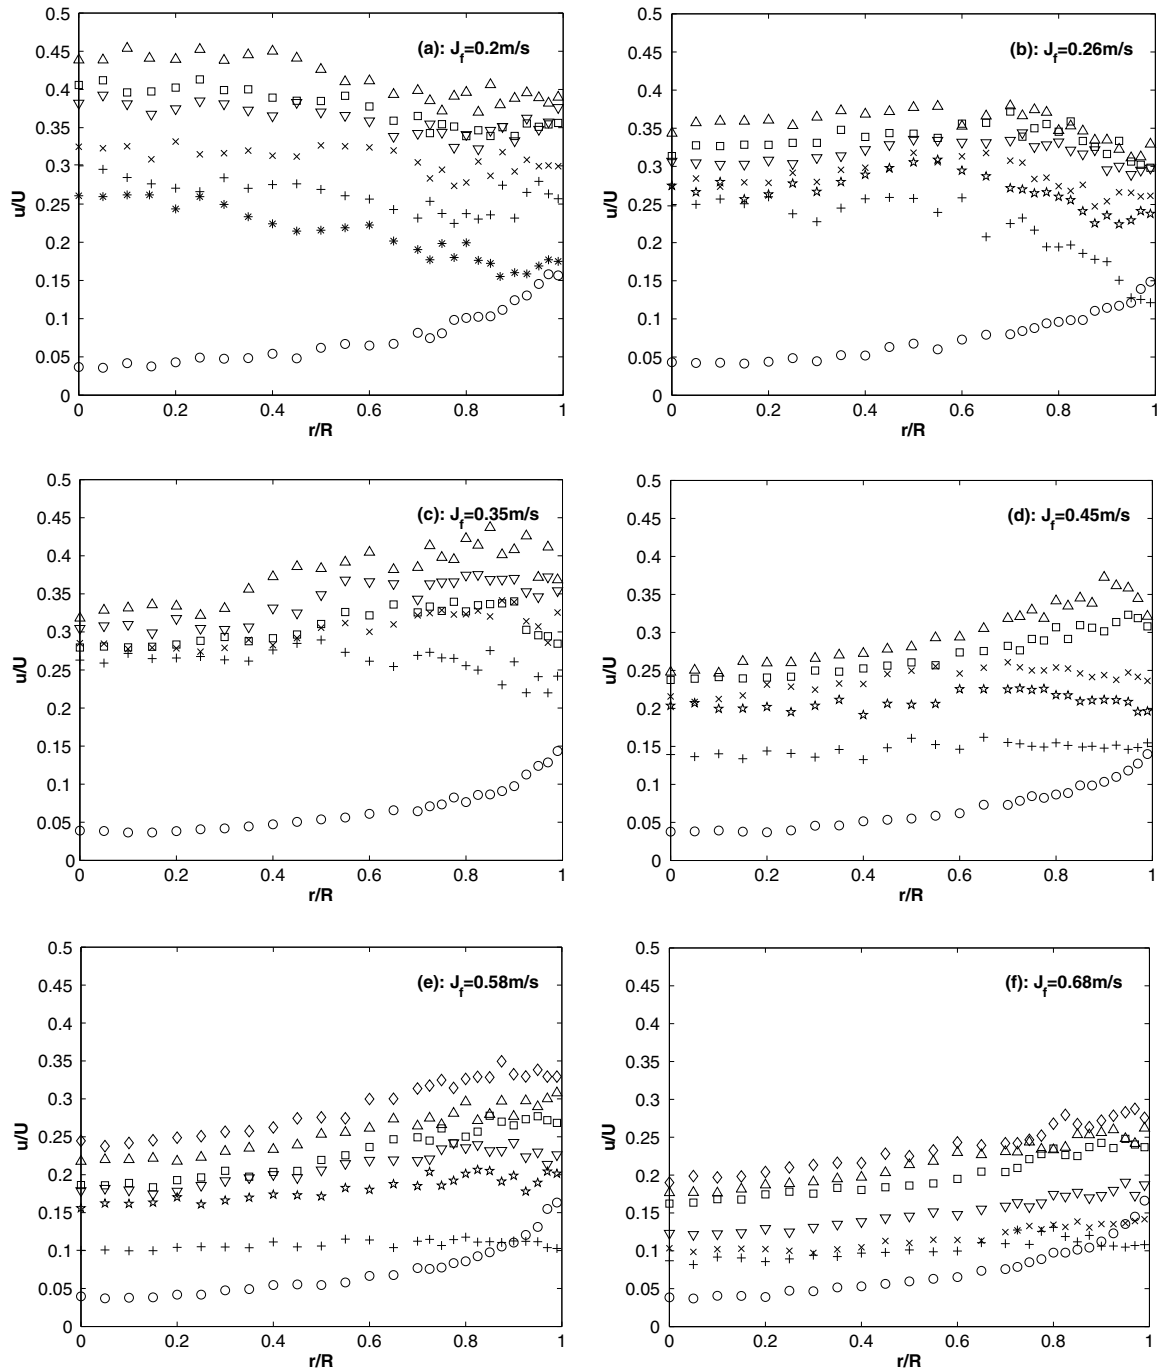 0.5
0.45
0.4
0.35
0.3
0.25
0.2
0.15
0.1
0.05
0
0 0.2 0.4 0.6 0.8 1
u/U
r/R
(a): J_f=0.2m/s
0.5
0.45
0.4
0.35
0.3
0.25
0.2
0.15
0.1
0.05
0
0 0.2 0.4 0.6 0.8 1
u/U
r/R
(b): J_f=0.26m/s
0.5
0.45
0.4
0.35
0.3
0.25
0.2
0.15
0.1
0.05
0
0 0.2 0.4 0.6 0.8 1
u/U
r/R
(c): J_f=0.35m/s
0.5
0.45
0.4
0.35
0.3
0.25
0.2
0.15
0.1
0.05
0
0 0.2 0.4 0.6 0.8 1
u/U
r/R
(d): J_f=0.45m/s
0.5
0.45
0.4
0.35
0.3
0.25
0.2
0.15
0.1
0.05
0
0 0.2 0.4 0.6 0.8 1
u/U
r/R
(e): J_f=0.58m/s
0.5
0.45
0.4
0.35
0.3
0.25
0.2
0.15
0.1
0.05
0
0 0.2 0.4 0.6 0.8 1
u/U
r/R
(f): J_f=0.68m/s